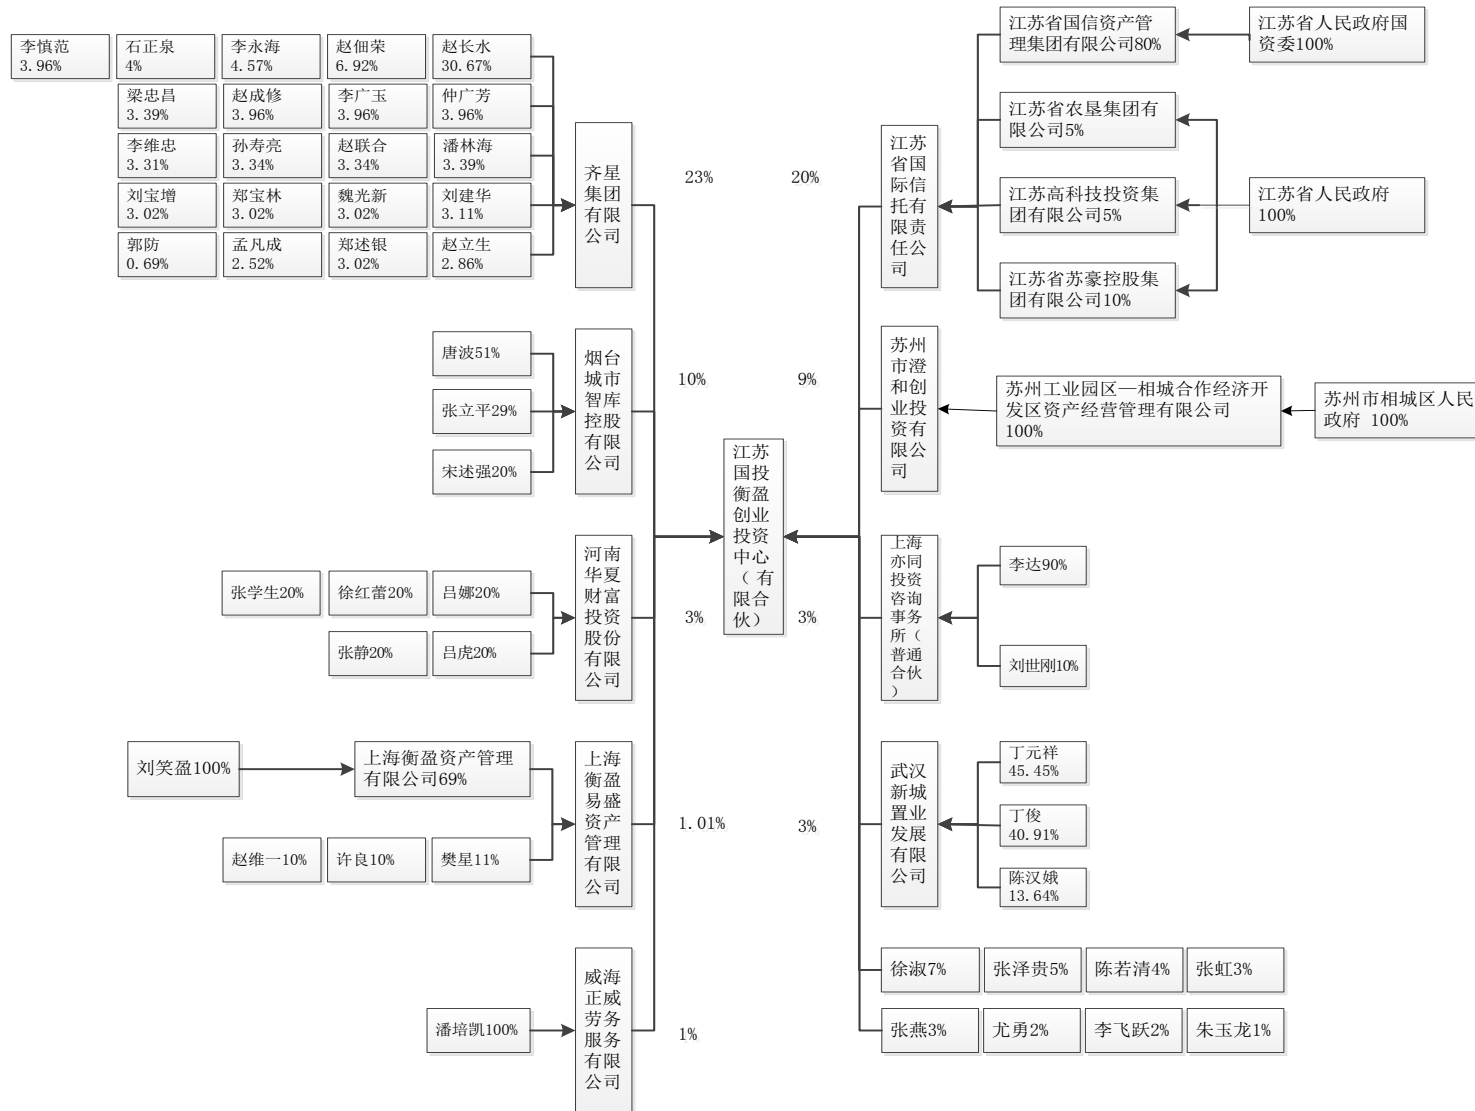 李慎范
3.96%
石正泉
4%
李永海
4.57%
赵佃荣
6.92%
赵长水
30.67%
梁忠昌
3.39%
赵成修
3.96%
李广玉
3.96%
仲广芳
3.96%
李维忠
3.31%
孙寿亮
3.34%
赵联合
3.34%
潘林海
3.39%
刘宝增
3.02%
郑宝林
3.02%
魏光新
3.02%
刘建华
3.11%
郭防
0.69%
孟凡成
2.52%
郑述银
3.02%
赵立生
2.86%
齐星
集团
有限
公司
23%
唐波51%
张立平29%
宋述强20%
烟台
城市
智库
控股
有限
公司
10%
张学生20%
徐红蕾20%
吕娜20%
张静20%
吕虎20%
河南
华夏
财富
投资
股份
有限
公司
3%
刘笑盈100%
上海衡盈资产管理
有限公司69%
赵维一10%
许良10%
樊星11%
上海
衡盈
易盛
资产
管理
有限
公司
1.01%
潘培凯100%
威海
正威
劳务
服务
有限
公司
1%
江苏
国投
衡盈
创业
投资
中心
（有
限合
伙）
20%
江苏
省国
际信
托有
限责
任公
司
江苏省国信资产管
理集团有限公司80%
江苏省人民政府国
资委100%
江苏省农垦集团有
限公司5%
江苏高科技投资集
团有限公司5%
江苏省人民政府
100%
江苏省苏豪控股集
团有限公司10%
9%
苏州
市澄
和创
业投
资有
限公
司
苏州工业园区—相城合作经济开
发区资产经营管理有限公司
100%
苏州市相城区人民
政府 100%
3%
上海
亦同
投资
咨询
事务
所（
普通
合伙
）
李达90%
刘世刚10%
3%
武汉
新城
置业
发展
有限
公司
丁元祥
45.45%
丁俊
40.91%
陈汉娥
13.64%
徐淑7%
张泽贵5%
陈若清4%
张虹3%
张燕3%
尤勇2%
李飞跃2%
朱玉龙1%